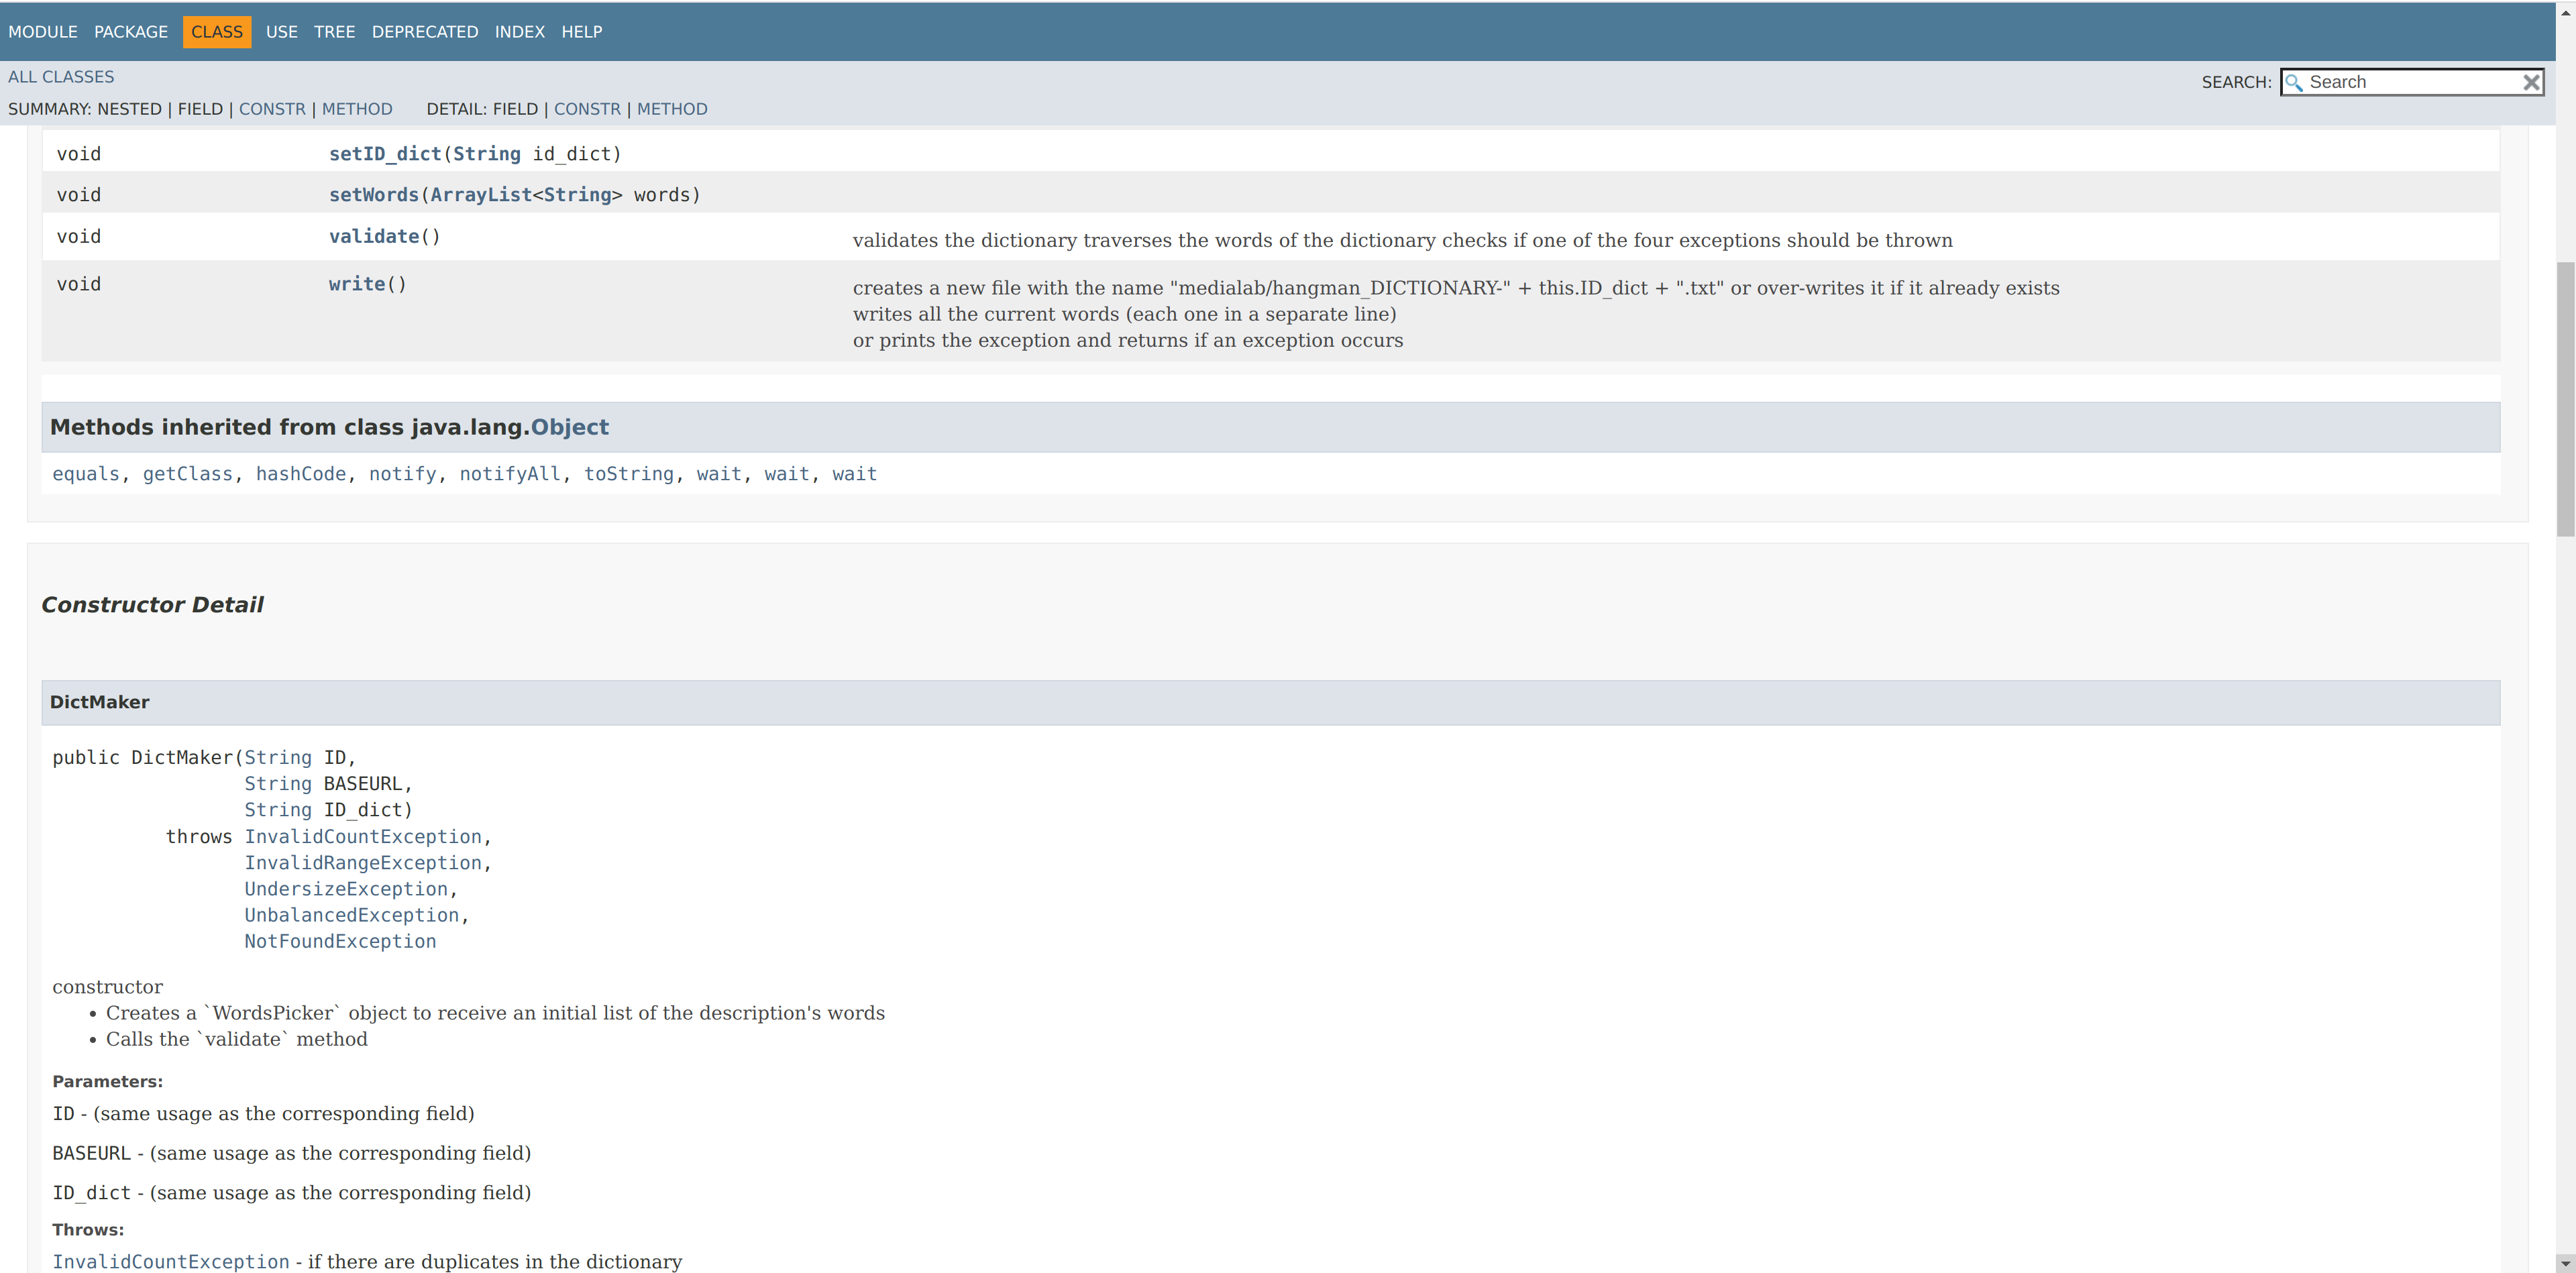 MODULE PACKAGE CLASS USE TREE DEPRECATED INDEX HELP
ALL CLASSES
SEARCH: Search
SUMMARY: NESTED | FIELD | CONSTR | METHOD DETAIL: FIELD | CONSTR | METHOD
void setID_dict(String id_dict)
void setWords(ArrayList<String> words)
void validate() validates the dictionary traverses the words of the dictionary checks if one of the four exceptions should be thrown
void write() creates a new file with the name "medialab/hangman_DICTIONARY-" + this.ID_dict + ".txt" or over-writes it if it already exists
writes all the current words (each one in a separate line)
or prints the exception and returns if an exception occurs
Methods inherited from class java.lang.Object
equals, getClass, hashCode, notify, notifyAll, toString, wait, wait, wait
Constructor Detail
DictMaker
public DictMaker(String ID,
String BASEURL,
String ID_dict)
throws InvalidCountException,
InvalidRangeException,
UndersizeException,
UnbalancedException,
NotFoundException
constructor
• Creates a `WordsPicker` object to receive an initial list of the description's words
• Calls the `validate` method
Parameters:
ID - (same usage as the corresponding field)
BASEURL - (same usage as the corresponding field)
ID_dict - (same usage as the corresponding field)
Throws:
InvalidCountException - if there are duplicates in the dictionary